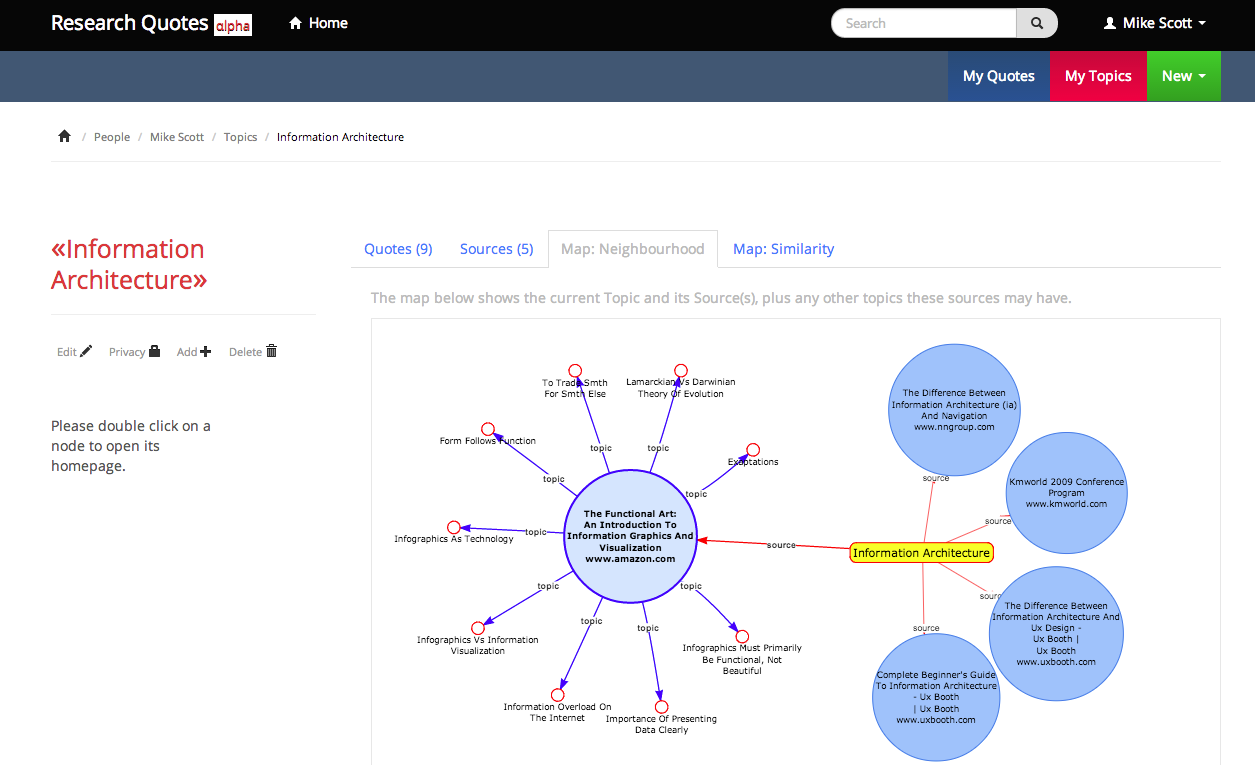 Research Quotes alpha
Home
Search
Mike Scott
My Quotes
My Topics
New
/ People / Mike Scott / Topics / Information Architecture
«Information
Architecture»
Edit
Privacy
Add
Delete
Please double click on a
node to open its
homepage.
Quotes (9)
Sources (5)
Map: Neighbourhood
Map: Similarity
The map below shows the current Topic and its Source(s), plus any other topics these sources may have.
To Trade Smth
For Smth Else
Lamarckian Vs Darwinian
Theory Of Evolution
Form Follows Function
Exaptations
topic
topic
topic
topic
Infographics As Technology
topic
The Functional Art:
An Introduction To
Information Graphics And
Visualization
www.amazon.com
source
Information Architecture
topic
topic
topic
topic
Infographics Vs Information
Visualization
Infographics Must Primarily
Be Functional, Not
Beautiful
Information Overload On
The Internet
Importance Of Presenting
Data Clearly
The Difference Between
Information Architecture (ia)
And Navigation
www.nngroup.com
source
Kmworld 2009 Conference
Program
www.kmworld.com
source
source
The Difference Between
Information Architecture And
Ux Design -
Ux Booth |
Ux Booth
www.uxbooth.com
source
Complete Beginner's Guide
To Information Architecture
- Ux Booth
| Ux Booth
www.uxbooth.com